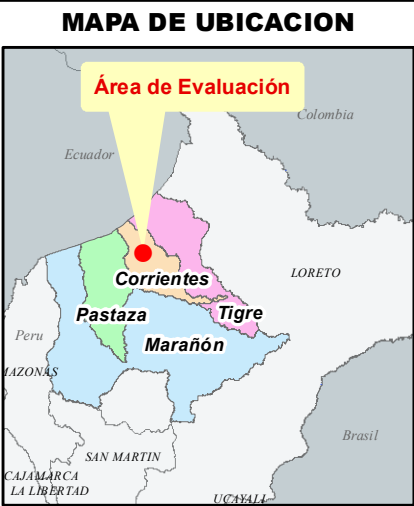 MAPA DE UBICACION
Área de Evaluación
Colombia
Ecuador
LORETO
Corrientes
Pastaza
Tigre
Marañón
Peru
MAZONAS
Brasil
SAN MARTIN
CAJAMARCA
LA LIBERTAD
UCAYALI